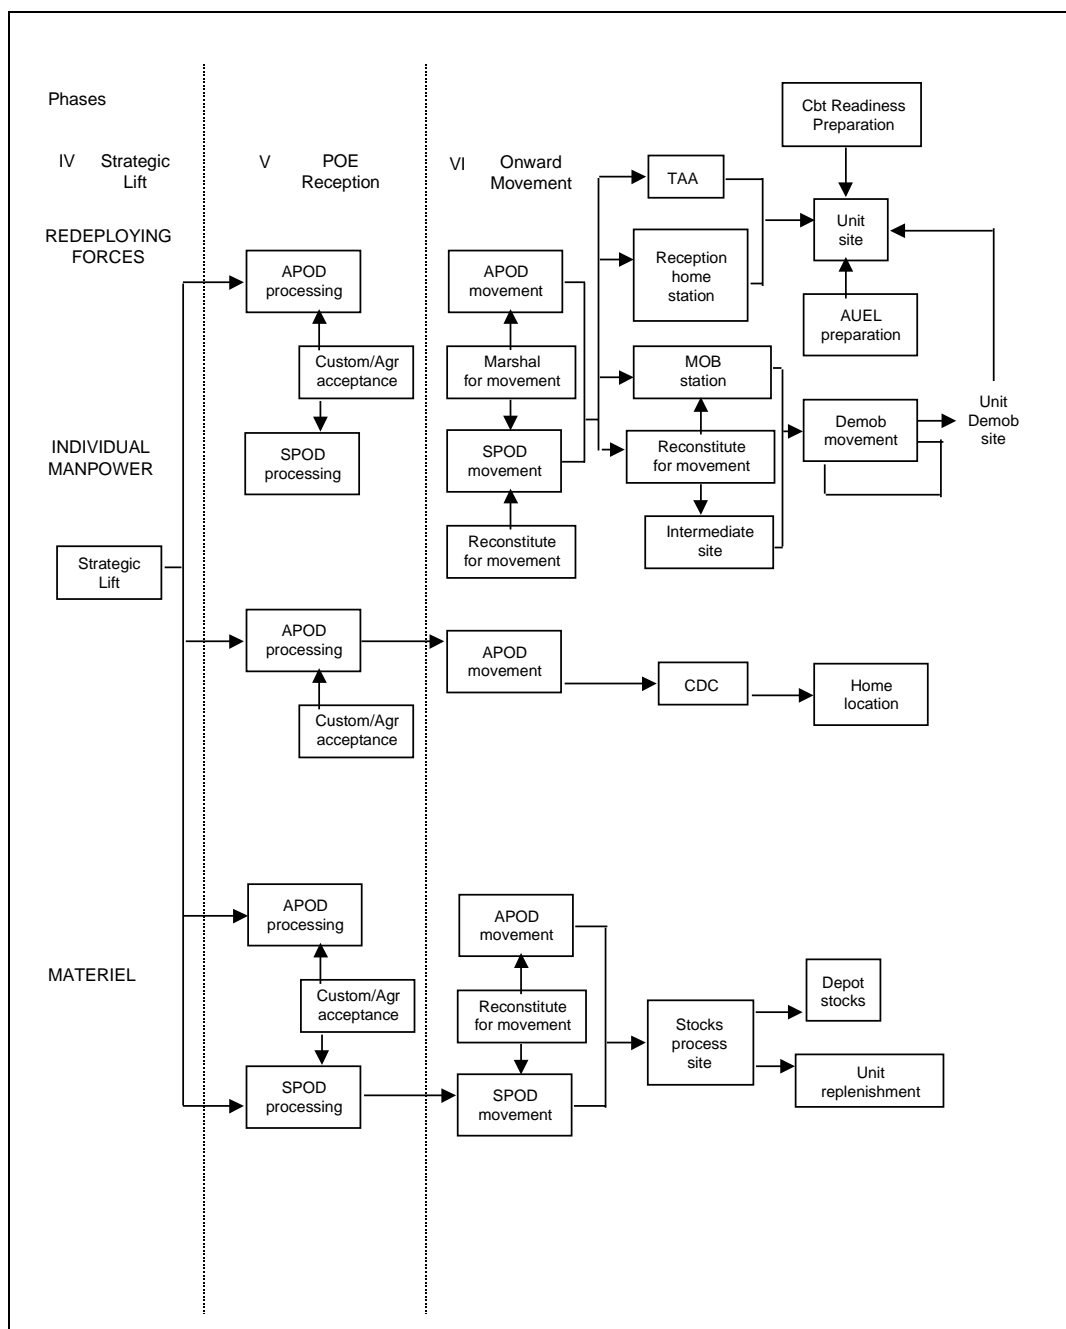 Phases
IV Strategic
Lift
V POE
Reception
VI Onward
Movement
Cbt Readiness
Preparation
TAA
Unit
site
REDEPLOYING
FORCES
APOD
processing
APOD
movement
Reception
home
station
AUEL
preparation
Custom/Agr
acceptance
Marshal
for movement
MOB
station
Unit
Demob
site
INDIVIDUAL
MANPOWER
SPOD
processing
SPOD
movement
Reconstitute
for movement
Demob
movement
Reconstitute
for movement
Intermediate
site
Strategic
Lift
APOD
processing
APOD
movement
CDC
Home
location
Custom/Agr
acceptance
MATERIEL
APOD
processing
APOD
movement
Custom/Agr
acceptance
Reconstitute
for movement
Stocks
process
site
Depot
stocks
SPOD
processing
SPOD
movement
Unit
replenishment